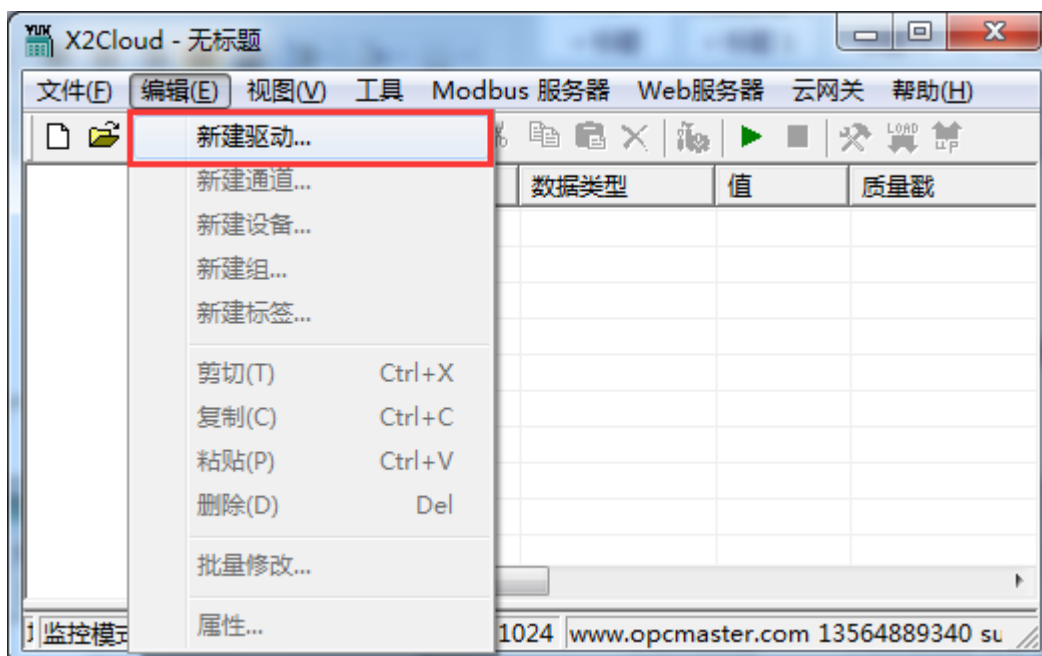 X2Cloud - 无标题
文件(F) 编辑(E) 视图(V) 工具 Modbus 服务器 Web服务器 云网关 帮助(H)
新建驱动...
LOAD
UP
新建通道...
数据类型 值 质量戳
新建设备...
新建组...
新建标签...
剪切(T) Ctrl+X
复制(C) Ctrl+C
粘贴(P) Ctrl+V
删除(D) Del
批量修改...
属性...
监控模式 1024 www.opcmaster.com 13564889340 su